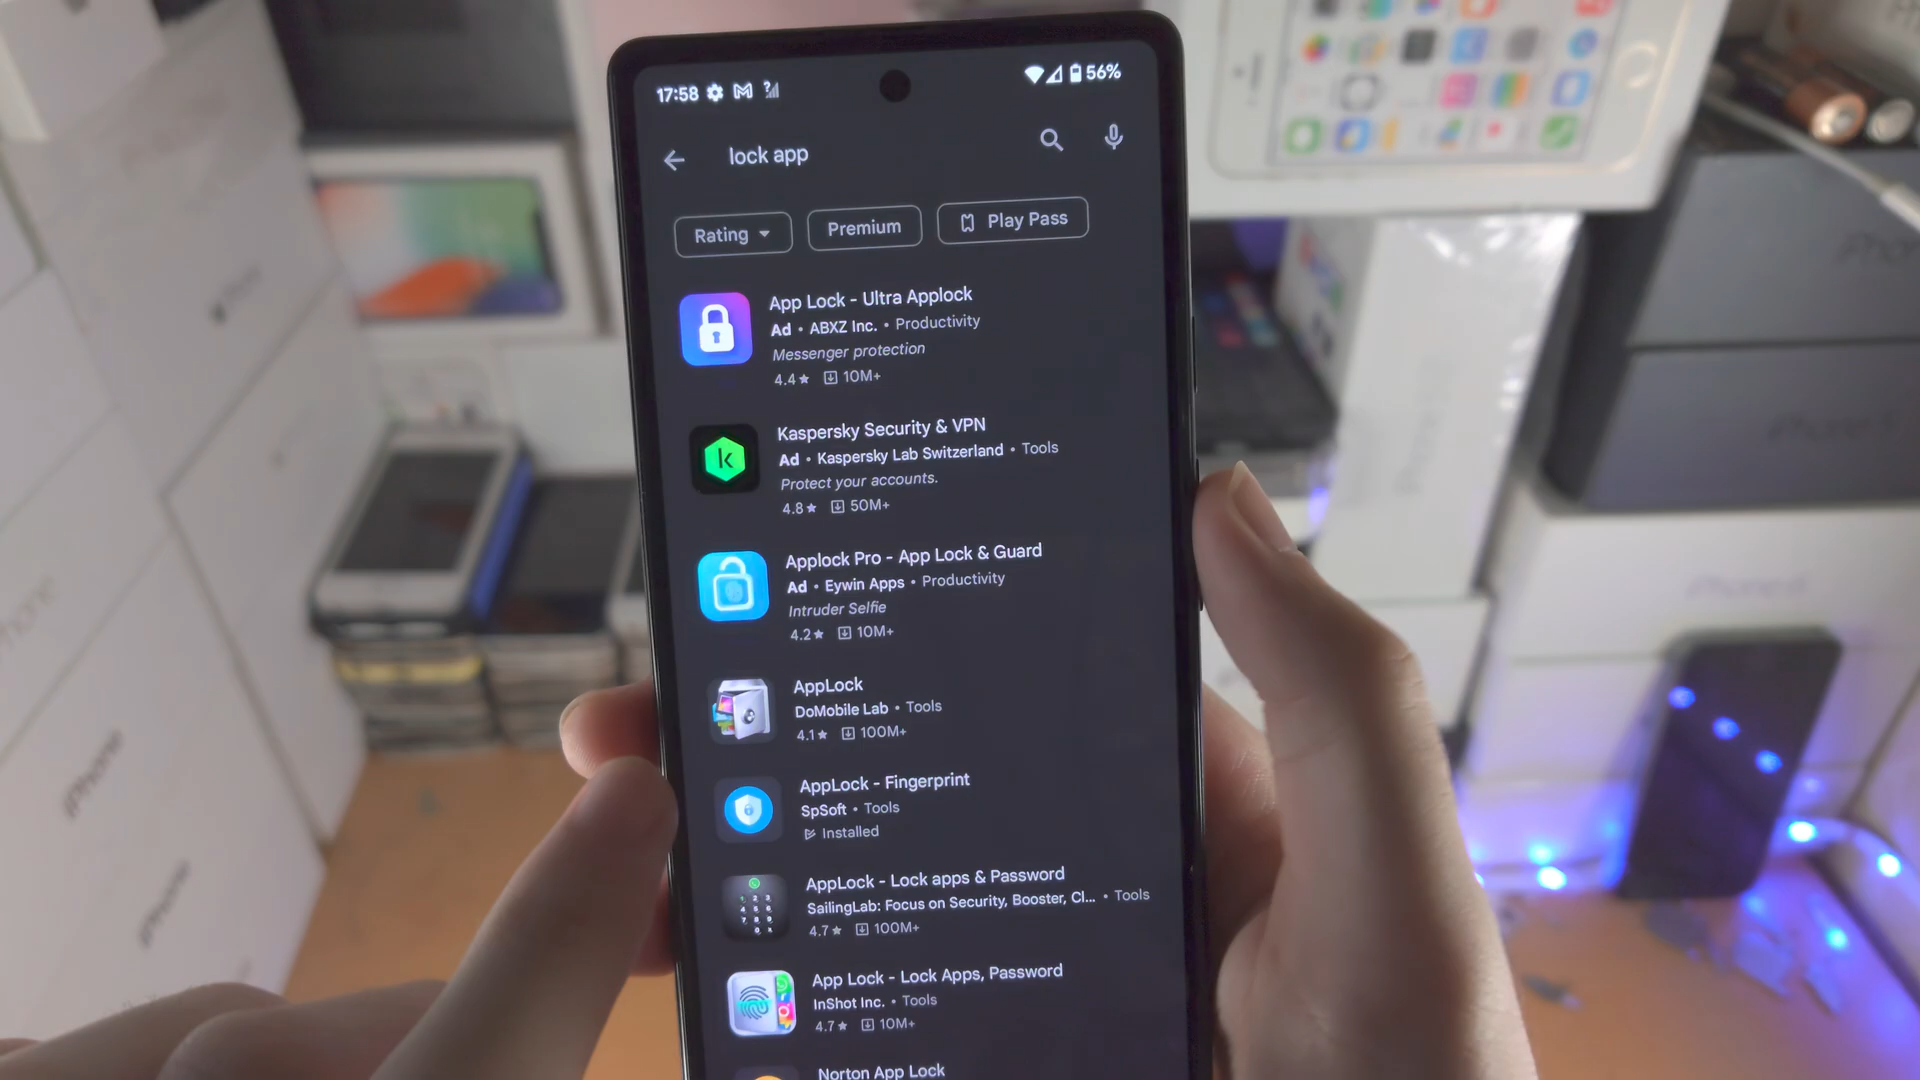 17:58
56%
lock app
Rating
Premium
Play Pass
App Lock - Ultra Applock
Ad • ABXZ Inc. • Productivity
Messenger protection
4.4★ 10M+
Kaspersky Security & VPN
Ad • Kaspersky Lab Switzerland • Tools
Protect your accounts.
4.8★ 50M+
Applock Pro - App Lock & Guard
Ad • Eywin Apps • Productivity
Intruder Selfie
4.2★ 10M+
AppLock
DoMobile Lab • Tools
4.1★ 100M+
AppLock - Fingerprint
SpSoft • Tools
Installed
AppLock - Lock apps & Password
SailingLab: Focus on Security, Booster, Cl... • Tools
4.7★ 100M+
App Lock - Lock Apps, Password
InShot Inc. • Tools
4.7★ 10M+
Norton App Lock
iPhone
iPhone